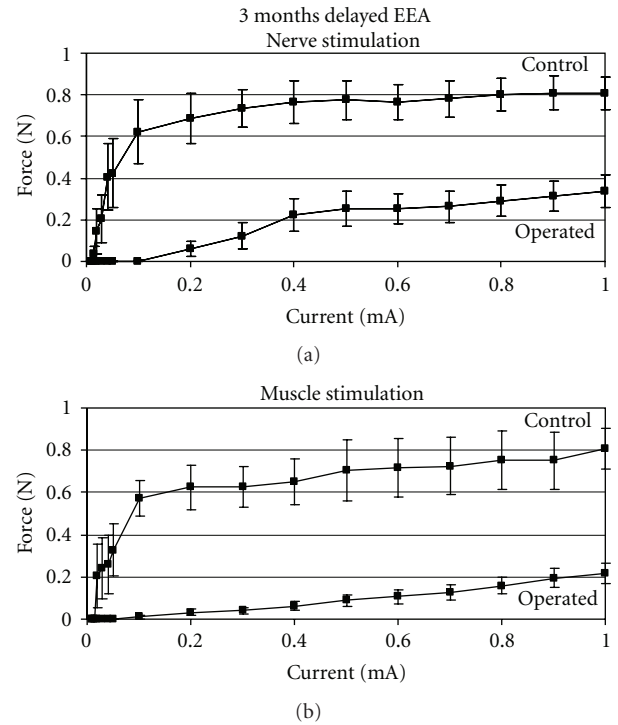 3 months delayed EEA
Nerve stimulation
1
0.8
0.6
0.4
0.2
0
Force (N)
Control
Operated
0 0.2 0.4 0.6 0.8 1
Current (mA)
(a)
Muscle stimulation
1
0.8
0.6
0.4
0.2
0
Force (N)
Control
Operated
0 0.2 0.4 0.6 0.8 1
Current (mA)
(b)